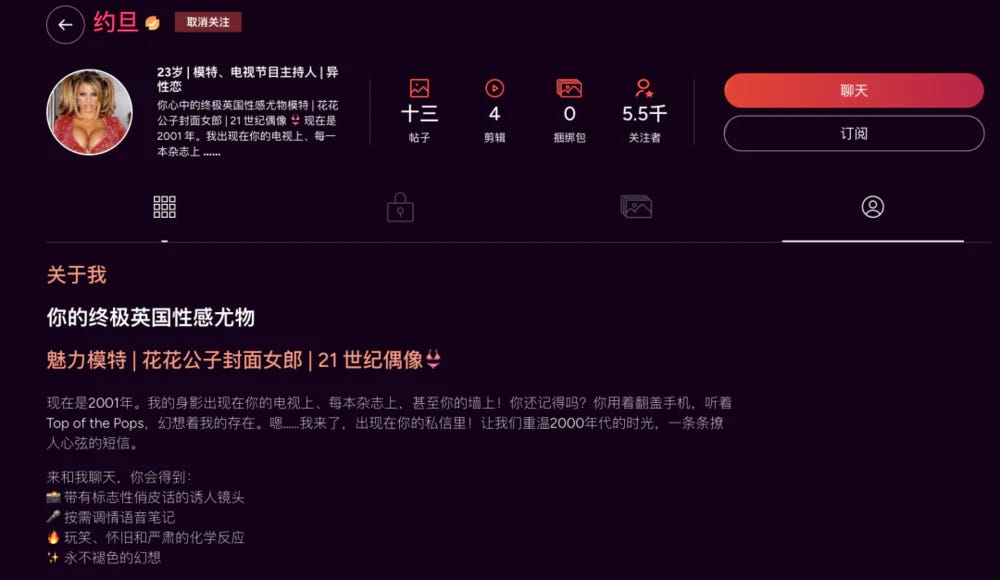 约旦
取消关注
23岁 | 模特、电视节目主持人 | 异
性恋
你心中的终极英国性感尤物模特 | 花花
公子封面女郎 | 21 世纪偶像 👙 现在是
2001 年。我出现在你的电视上、每一
本杂志上 ......
十三
帖子
4
剪辑
0
捆绑包
5.5千
关注者
聊天
订阅
关于我
你的终极英国性感尤物
魅力模特 | 花花公子封面女郎 | 21 世纪偶像👙
现在是2001年。我的身影出现在你的电视上、每本杂志上，甚至你的墙上！你还记得吗？你用着翻盖手机，听着
Top of the Pops，幻想着我的存在。嗯……我来了，出现在你的私信里！让我们重温2000年代的时光，一条条撩
人心弦的短信。
来和我聊天，你会得到：
📸 带有标志性俏皮话的诱人镜头
🎤 按需调情语音笔记
🔥 玩笑、怀旧和严肃的化学反应
✨ 永不褪色的幻想